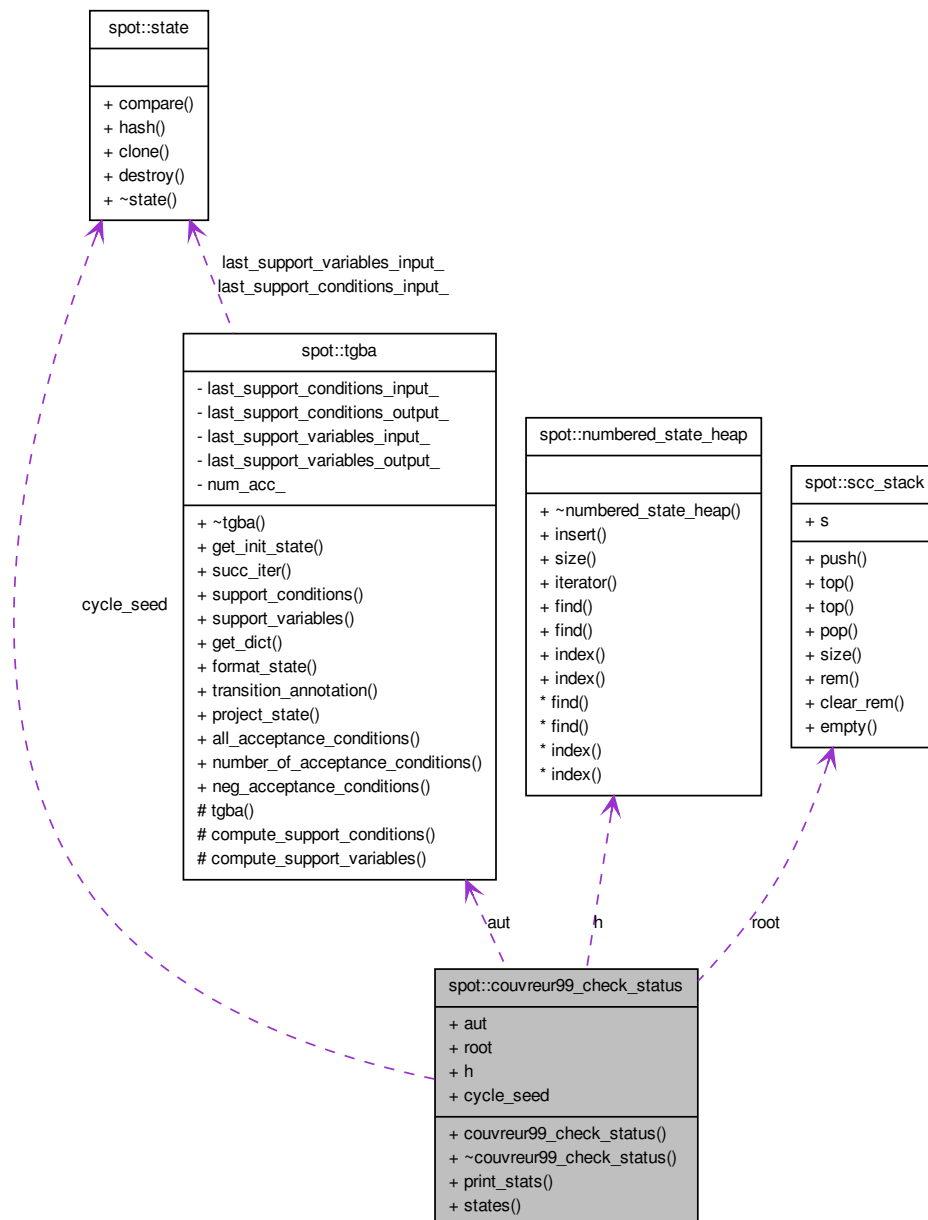 spot::state
+ compare()
+ hash()
+ clone()
+ destroy()
+ ~state()
last_support_variables_input_
last_support_conditions_input_
spot::tgba
- last_support_conditions_input_
- last_support_conditions_output_
- last_support_variables_input_
- last_support_variables_output_
- num_acc_
+ ~tgba()
+ get_init_state()
+ succ_iter()
+ support_conditions()
+ support_variables()
+ get_dict()
+ format_state()
+ transition_annotation()
+ project_state()
+ all_acceptance_conditions()
+ number_of_acceptance_conditions()
+ neg_acceptance_conditions()
# tgba()
# compute_support_conditions()
# compute_support_variables()
spot::numbered_state_heap
+ ~numbered_state_heap()
+ insert()
+ size()
+ iterator()
+ find()
+ find()
+ index()
+ index()
* find()
* find()
* index()
* index()
spot::scc_stack
+ s
+ push()
+ top()
+ top()
+ pop()
+ size()
+ rem()
+ clear_rem()
+ empty()
cycle_seed
aut
h
root
spot::couvreur99_check_status
+ aut
+ root
+ h
+ cycle_seed
+ couvreur99_check_status()
+ ~couvreur99_check_status()
+ print_stats()
+ states()